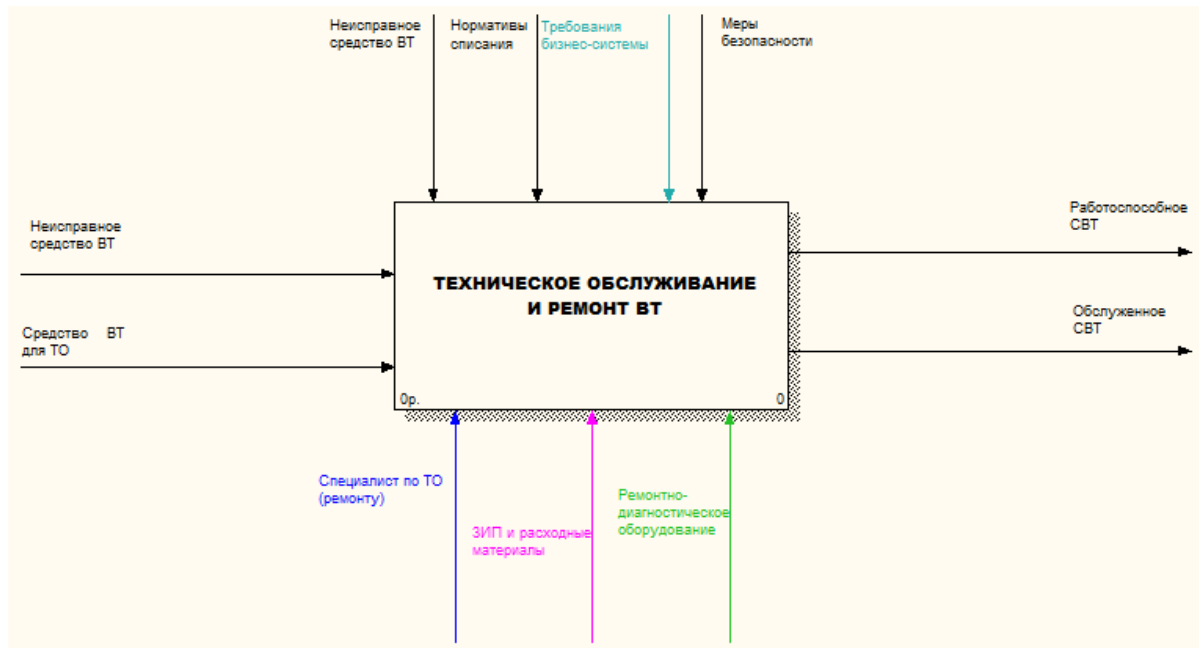 Неисправное
средство ВТ
Нормативы
списания
Требования
бизнес-системы
Меры
безопасности
Неисправное
средство ВТ
Средство ВТ
для ТО
ТЕХНИЧЕСКОЕ ОБСЛУЖИВАНИЕ
И РЕМОНТ ВТ
0р.
0
Работоспособное
СВТ
Обслуженное
СВТ
Специалист по ТО
(ремонту)
ЗИП и расходные
материалы
Ремонтно-
диагностическое
оборудование